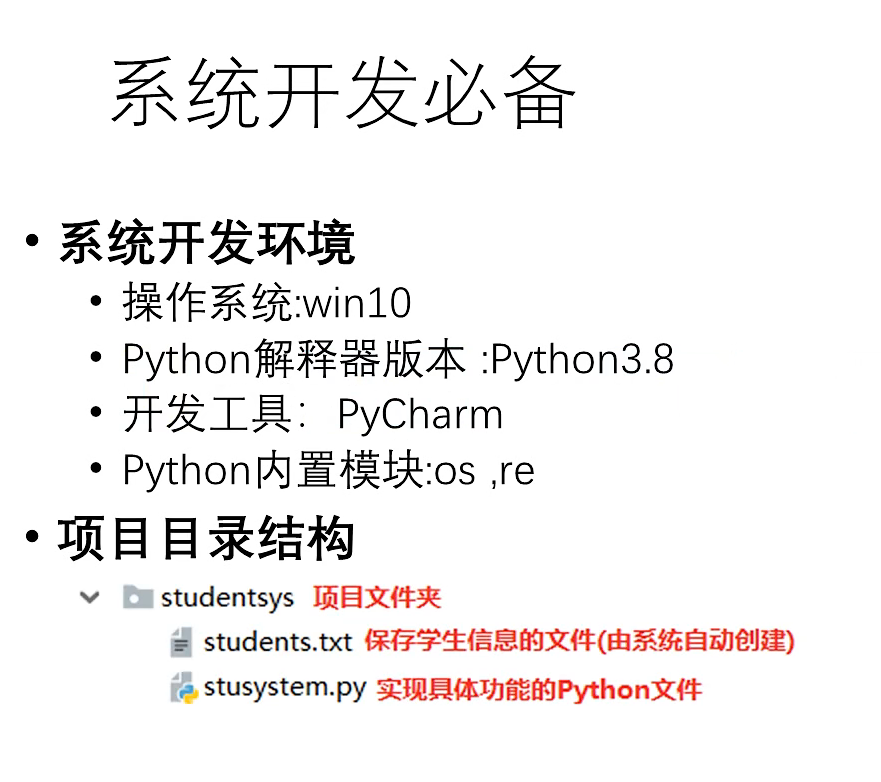 系统开发必备
• 系统开发环境
• 操作系统:win10
• Python解释器版本 :Python3.8
• 开发工具： PyCharm
• Python内置模块:os ,re
• 项目目录结构
studentsys 项目文件夹
students.txt 保存学生信息的文件(由系统自动创建)
stusystem.py 实现具体功能的Python文件